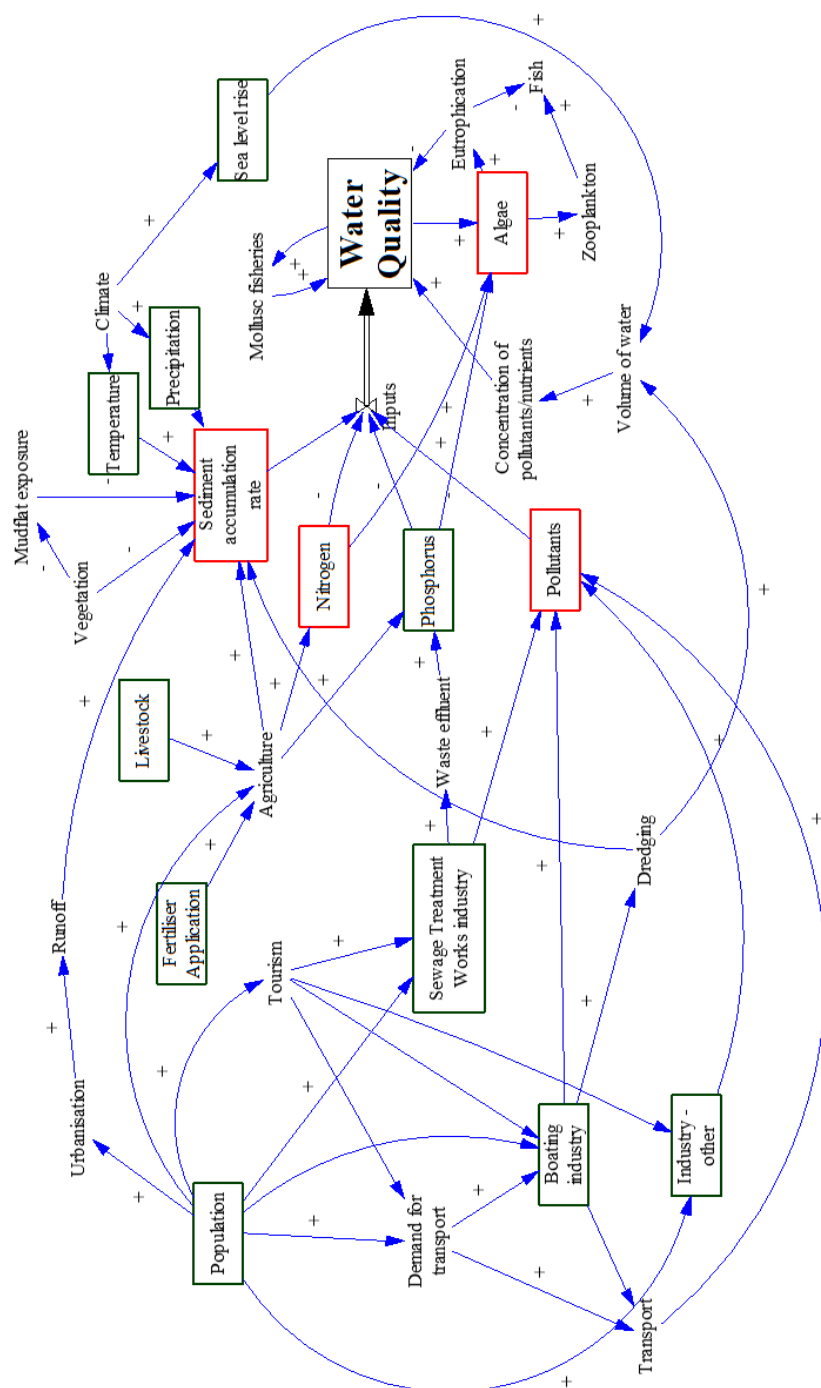 Population
Urbanisation
Runoff
Vegetation
Mudflat exposure
Fertiliser
Application
Livestock
Temperature
Precipitation
Climate
Sea level rise
Tourism
Agriculture
Sediment
accumulation
rate
Mollusc fisheries
Nitrogen
Water
Quality
Inputs
Demand for
transport
Sewage Treatment
Works industry
Waste effluent
Phosphorus
Concentration of
pollutants/nutrients
Algae
Eutrophication
Fish
Zooplankton
Boating
industry
Pollutants
Volume of water
Dredging
Transport
Industry -
other